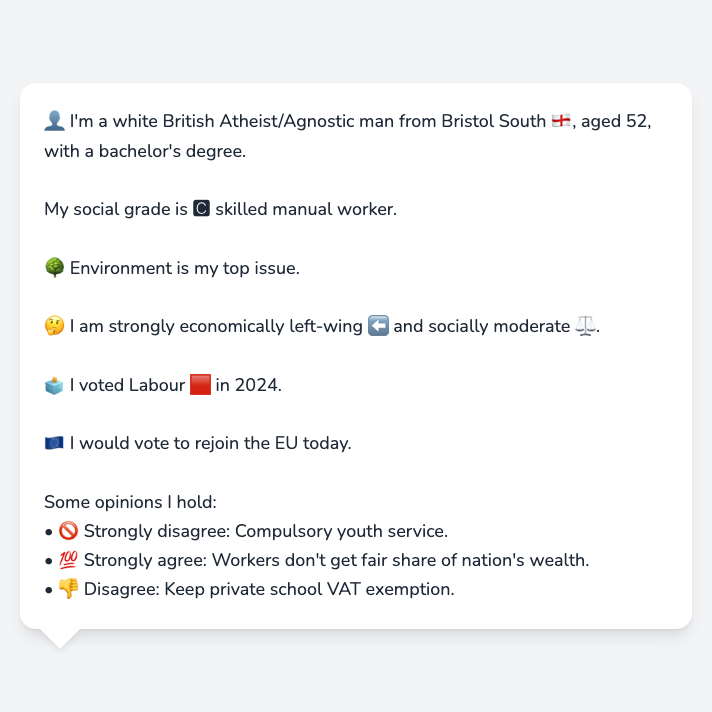 👤 I'm a white British Atheist/Agnostic man from Bristol South 🏴󠁧󠁢󠁥󠁮󠁧󠁿, aged 52,
with a bachelor's degree.
My social grade is 🅲 skilled manual worker.
🌳 Environment is my top issue.
🤔 I am strongly economically left-wing ⬅️ and socially moderate ⚖️.
🗳️ I voted Labour 🟥 in 2024.
🇪🇺 I would vote to rejoin the EU today.
Some opinions I hold:
• 🚫 Strongly disagree: Compulsory youth service.
• 💯 Strongly agree: Workers don't get fair share of nation's wealth.
• 👎 Disagree: Keep private school VAT exemption.